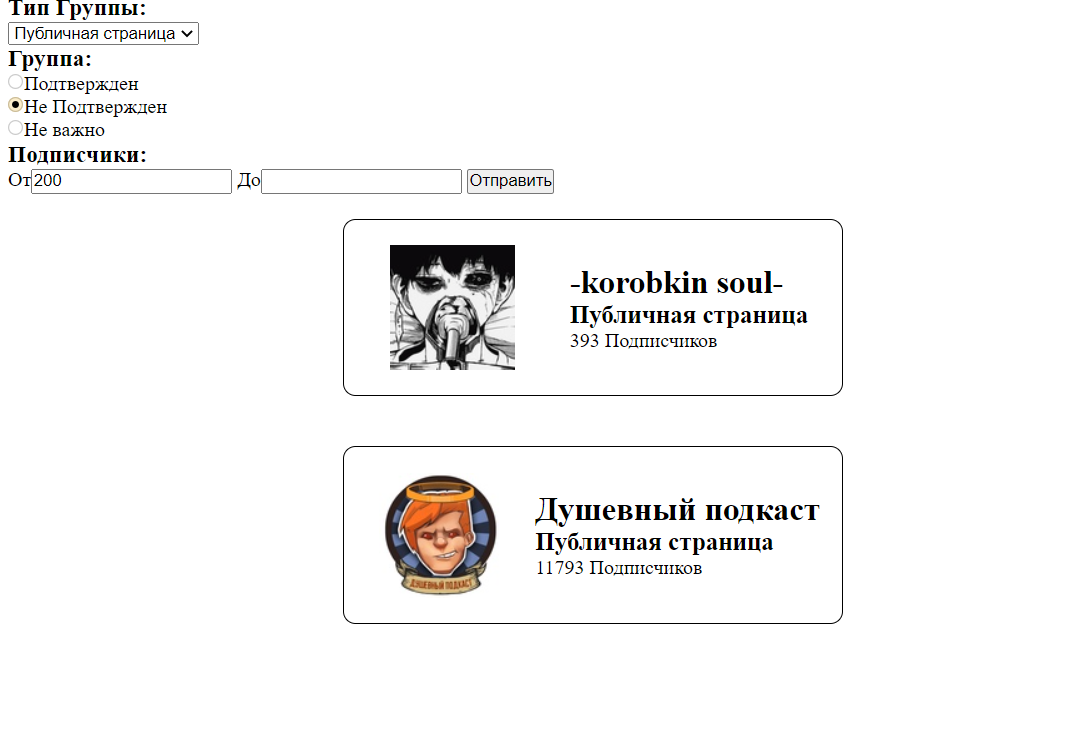 Тип Группы:
Публичная страница
Группа:
Подтвержден
Не Подтвержден
Не важно
Подписчики:
От 200 До Отправить
-korobkin soul-
Публичная страница
393 Подписчиков
Душевный подкаст
Публичная страница
11793 Подписчиков
ДУШЕВНЫЙ ПОДКАСТ